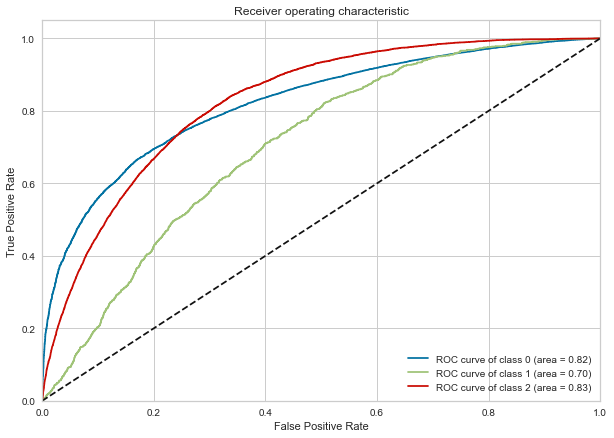 Receiver operating characteristic
1.0
0.8
0.6
0.4
0.2
0.0
True Positive Rate
ROC curve of class 0 (area = 0.82)
ROC curve of class 1 (area = 0.70)
ROC curve of class 2 (area = 0.83)
0.0 0.2 0.4 0.6 0.8 1.0
False Positive Rate